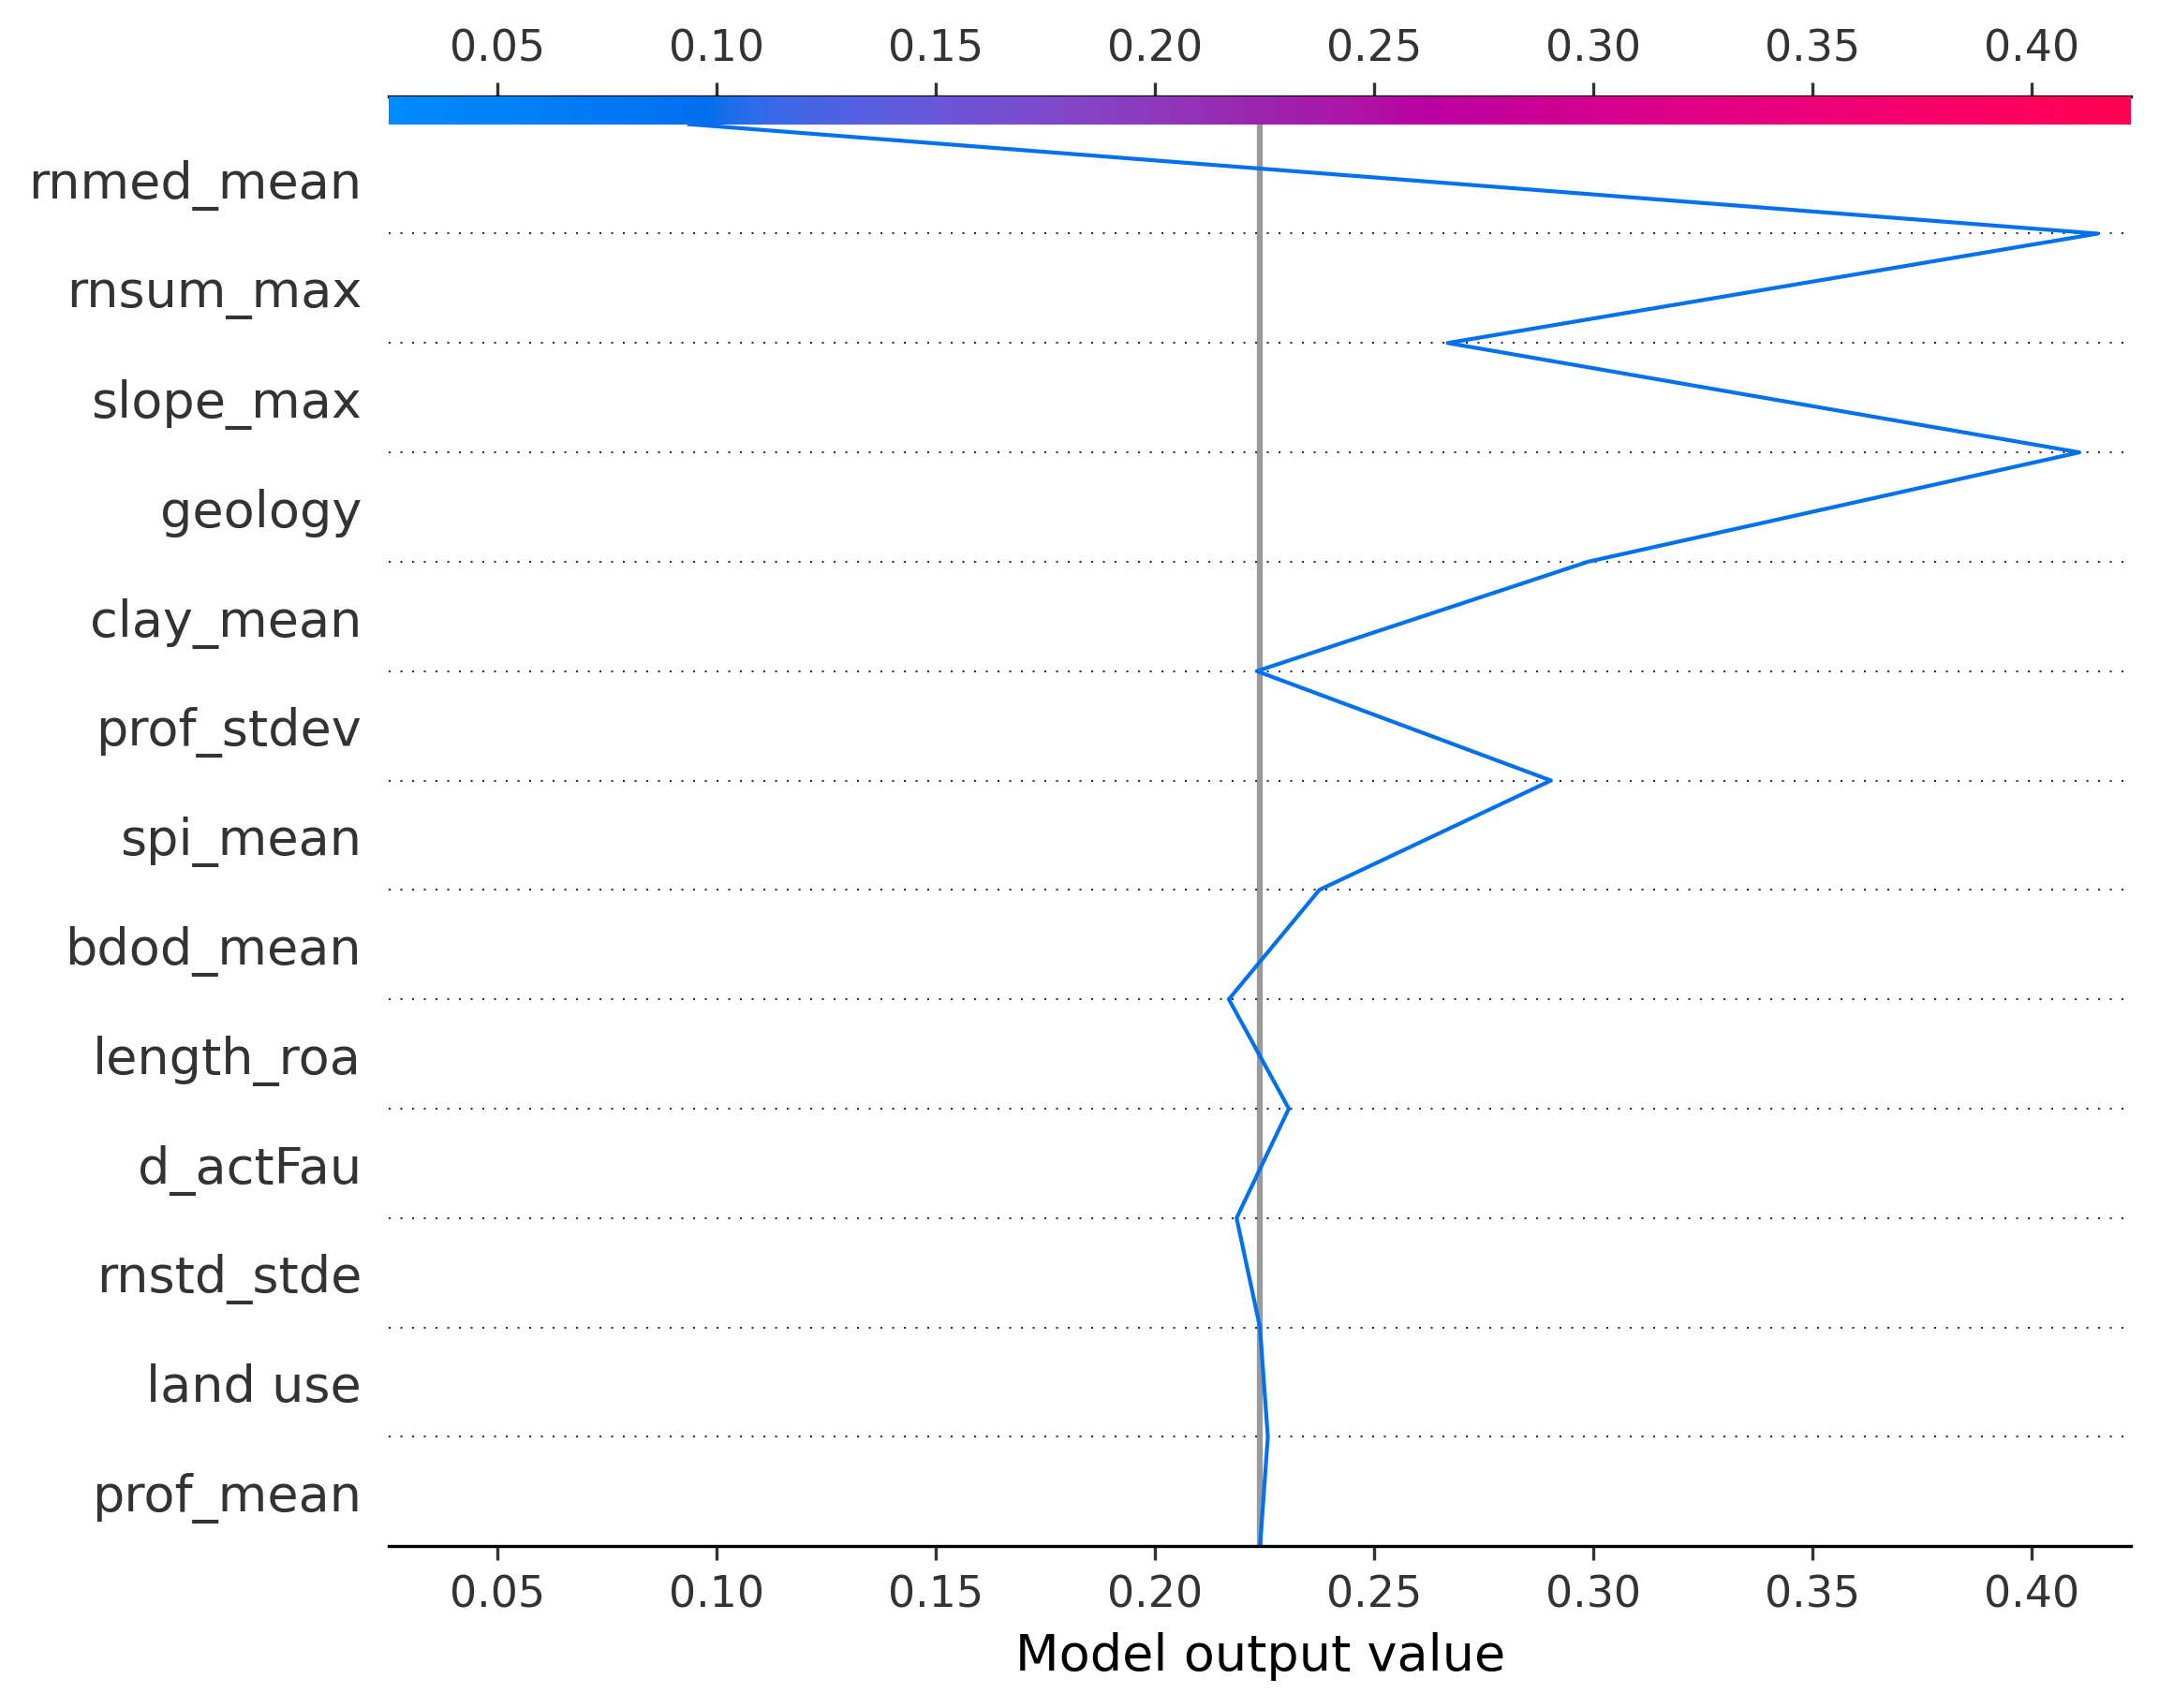 0.05 0.10 0.15 0.20 0.25 0.30 0.35 0.40
rnmed_mean
rnsum_max
slope_max
geology
clay_mean
prof_stdev
spi_mean
bdod_mean
length_roa
d_actFau
rnstd_stde
land use
prof_mean
0.05 0.10 0.15 0.20 0.25 0.30 0.35 0.40
Model output value